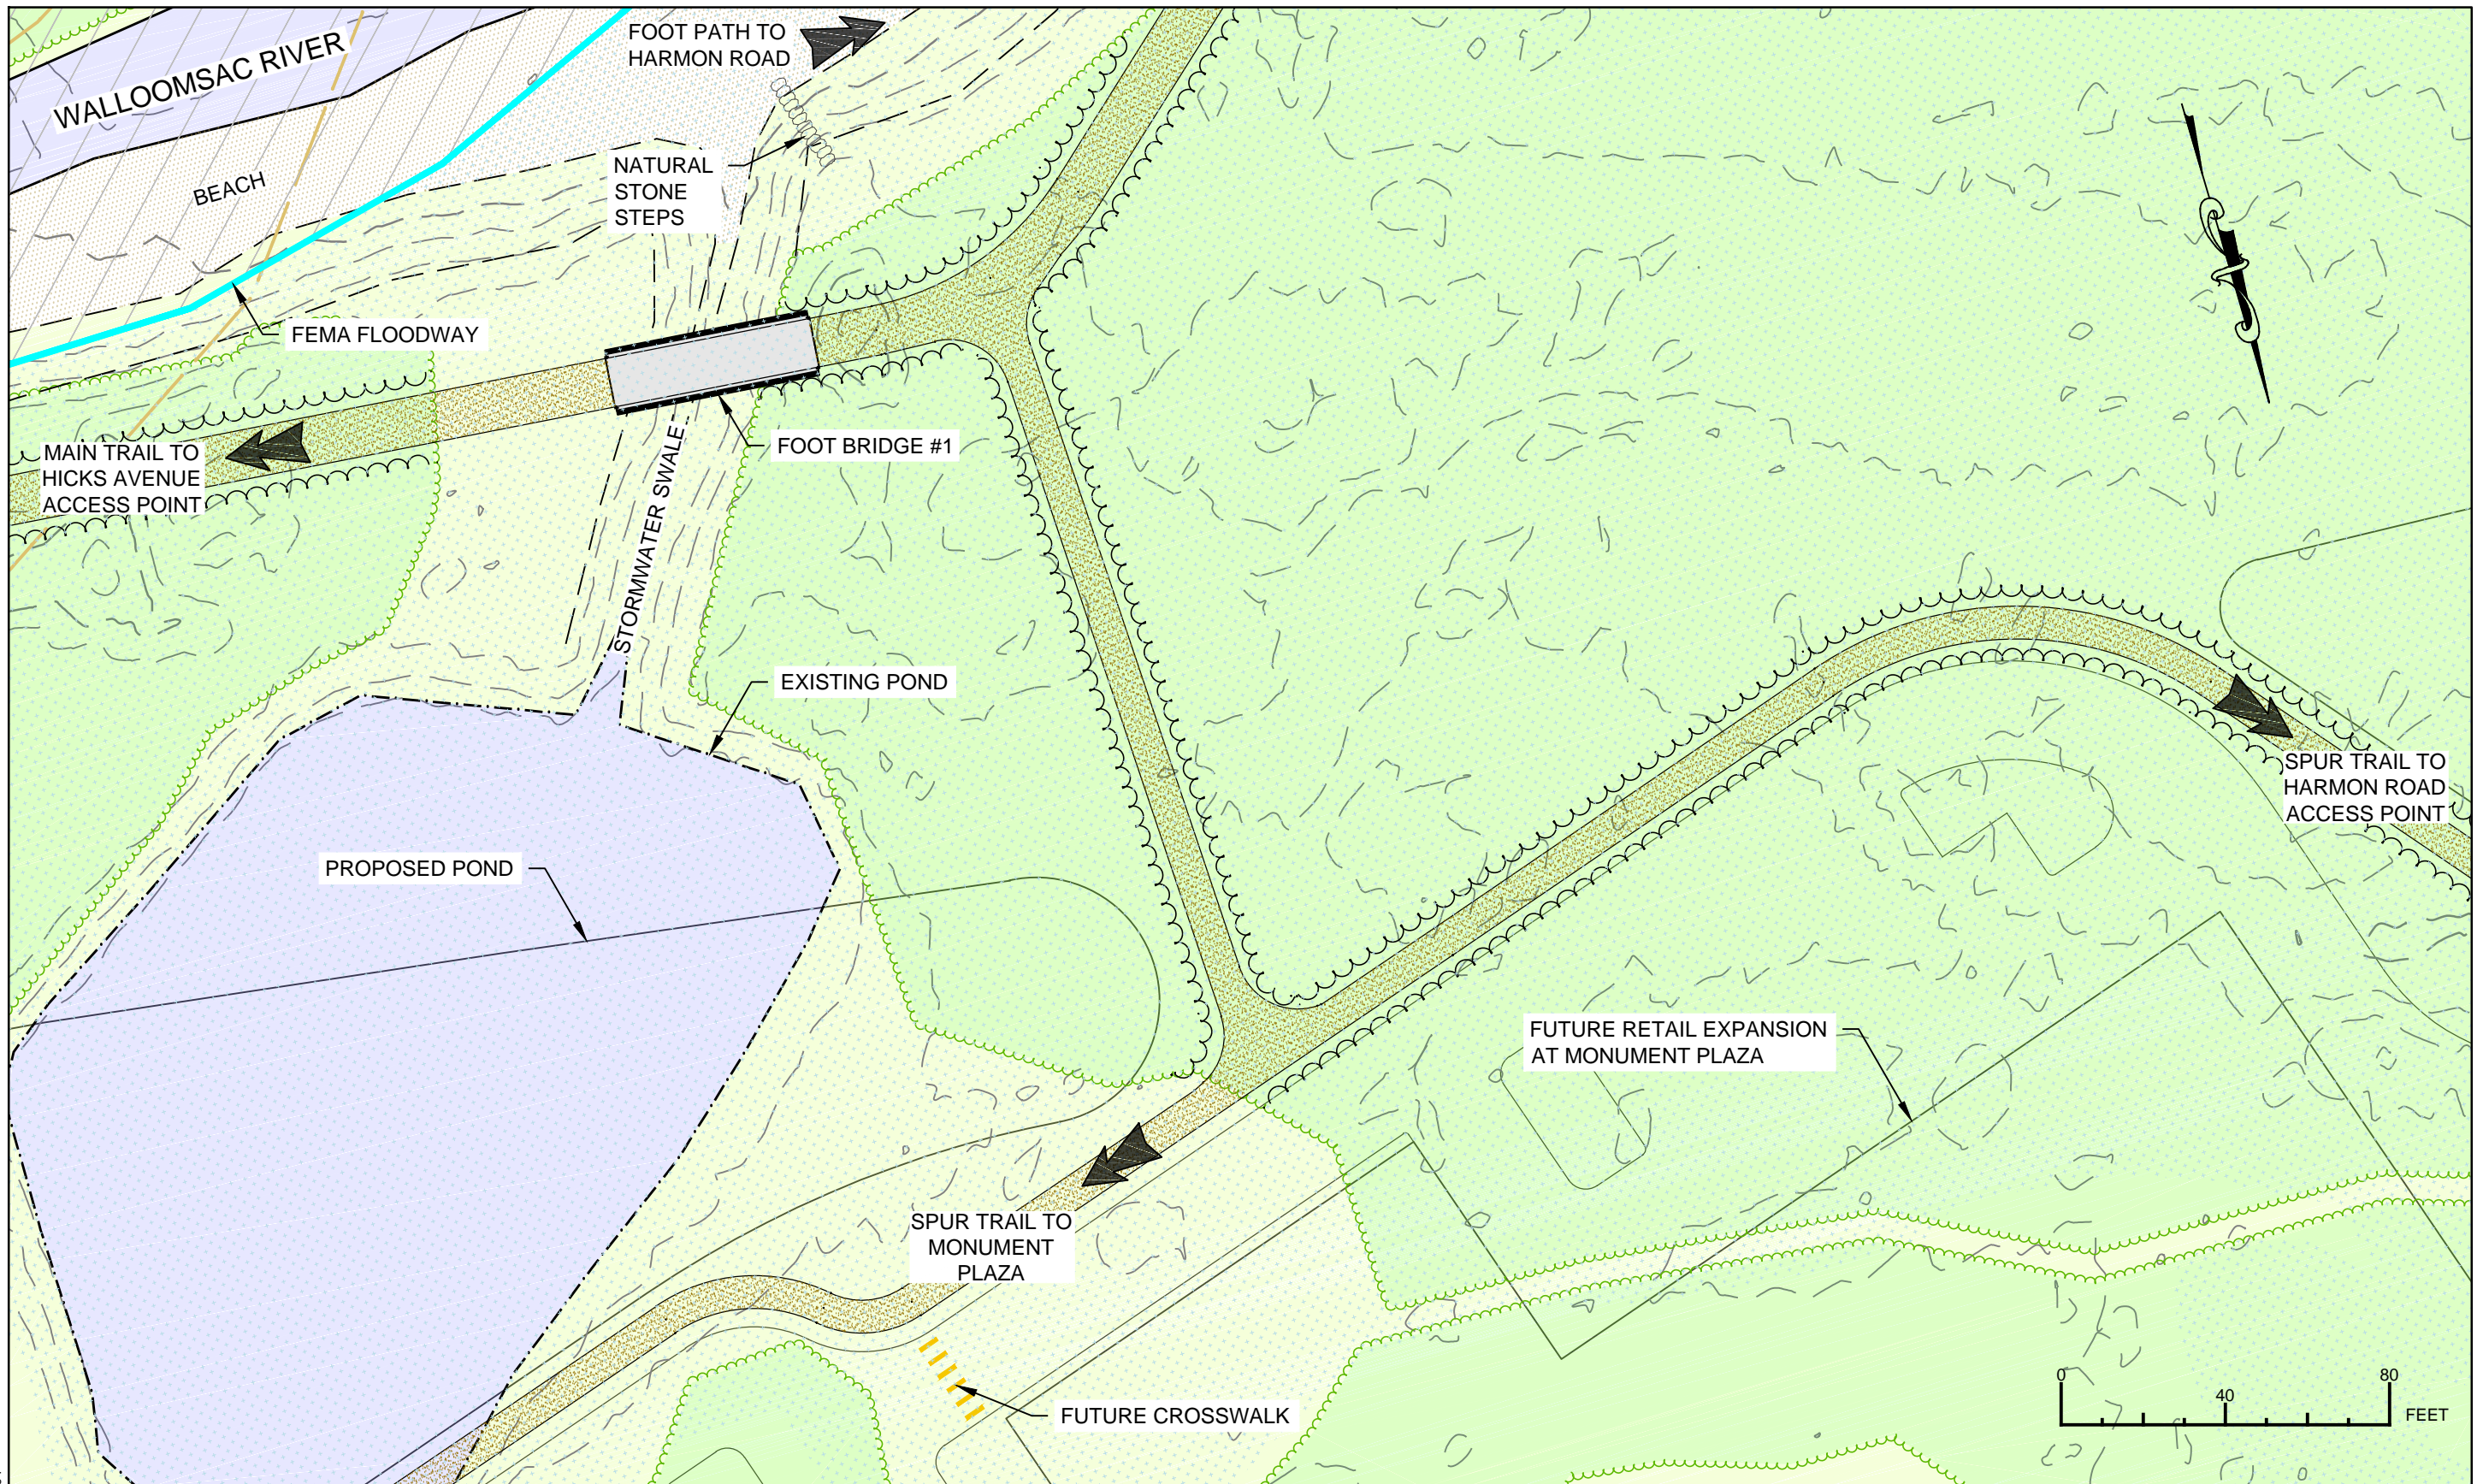 FOOT PATH TO
HARMON ROAD
WALLOOMSAC RIVER
BEACH
NATURAL
STONE
STEPS
FEMA FLOODWAY
MAIN TRAIL TO
HICKS AVENUE
ACCESS POINT
FOOT BRIDGE #1
STORMWATER SWALE
EXISTING POND
PROPOSED POND
SPUR TRAIL TO
HARMON ROAD
ACCESS POINT
FUTURE RETAIL EXPANSION
AT MONUMENT PLAZA
SPUR TRAIL TO
MONUMENT
PLAZA
FUTURE CROSSWALK
0
40
80
FEET